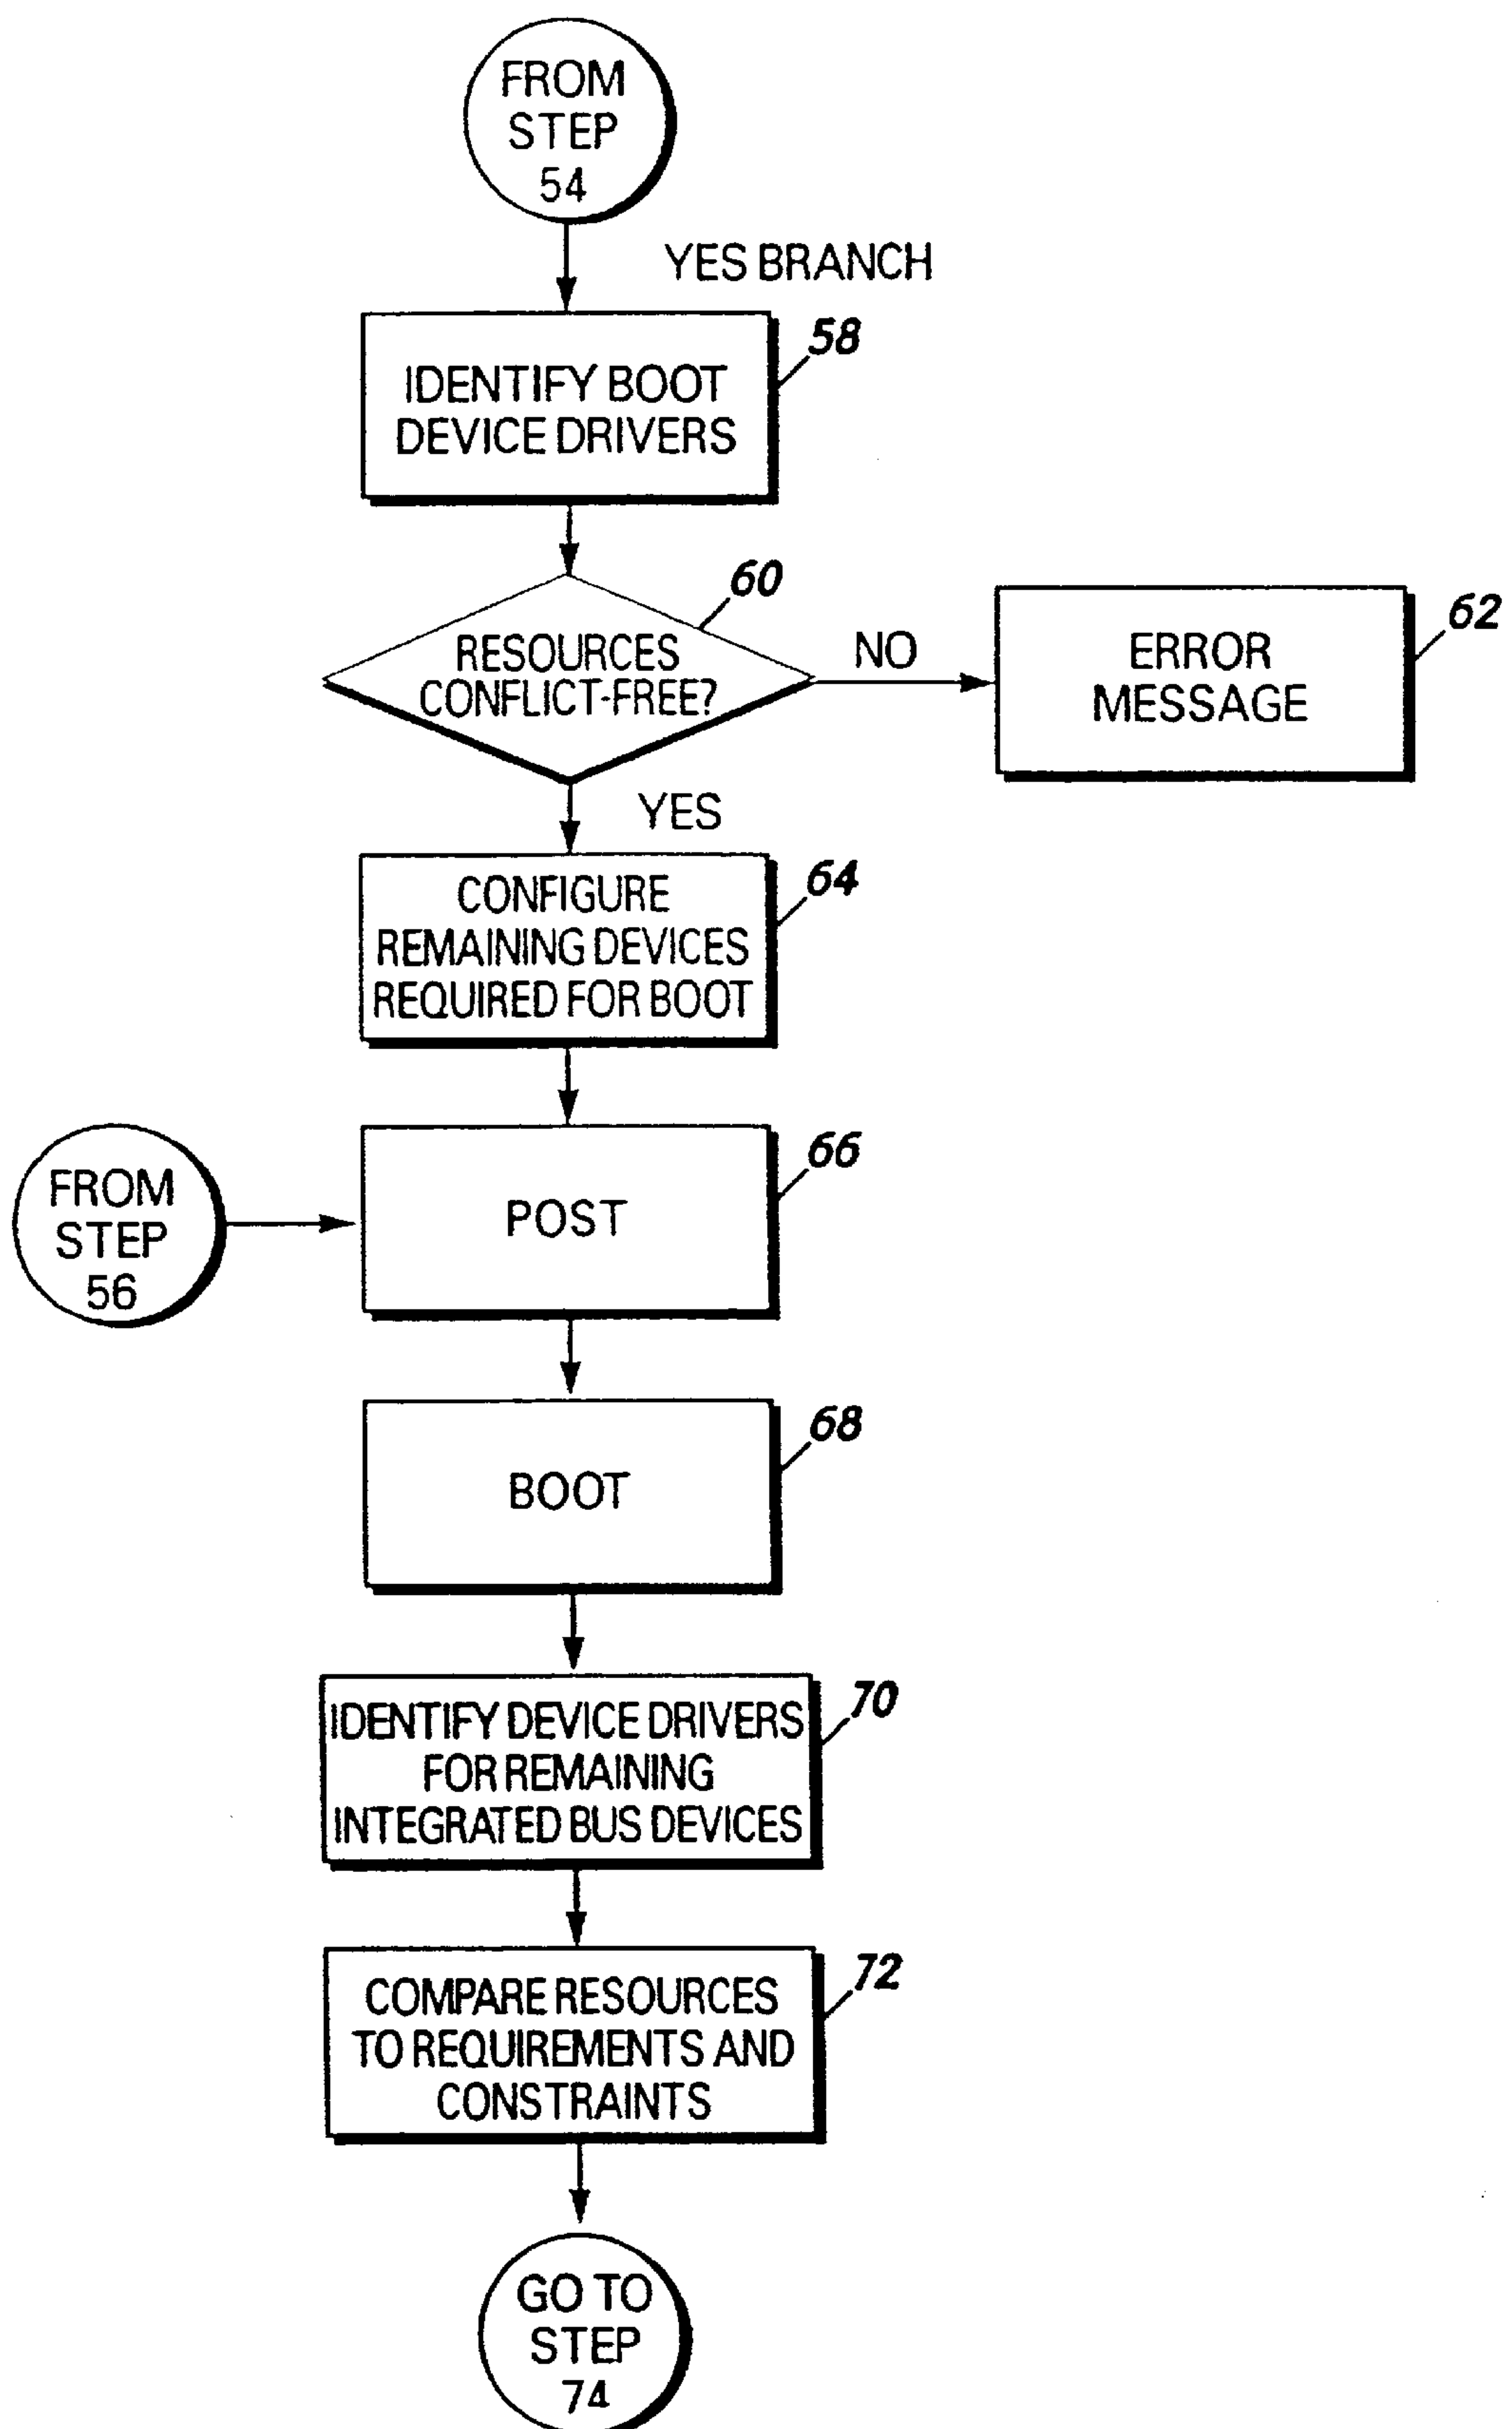 FROM
STEP
54
YES BRANCH
58
IDENTIFY BOOT
DEVICE DRIVERS
60
RESOURCES
CONFLICT-FREE?
NO
62
ERROR
MESSAGE
YES
64
CONFIGURE
REMAINING DEVICES
REQUIRED FOR BOOT
66
POST
FROM
STEP
56
68
BOOT
70
IDENTIFY DEVICE DRIVERS
FOR REMAINING
INTEGRATED BUS DEVICES
72
COMPARE RESOURCES
TO REQUIREMENTS AND
CONSTRAINTS
GO TO
STEP
74